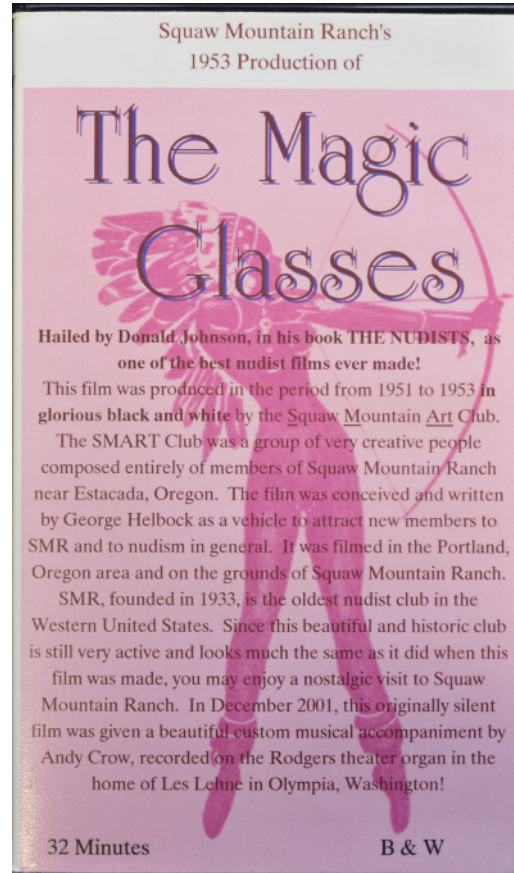 Squaw Mountain Ranch's
1953 Production of
The Magic
Glasses
Hailed by Donald Johnson, in his book THE NUDISTS, as
one of the best nudist films ever made!
This film was produced in the period from 1951 to 1953 in
glorious black and white by the Squaw Mountain Art Club.
The SMART Club was a group of very creative people
composed entirely of members of Squaw Mountain Ranch
near Estacada, Oregon. The film was conceived and written
by George Helbock as a vehicle to attract new members to
SMR and to nudism in general. It was filmed in the Portland,
Oregon area and on the grounds of Squaw Mountain Ranch.
SMR, founded in 1933, is the oldest nudist club in the
Western United States. Since this beautiful and historic club
is still very active and looks much the same as it did when this
film was made, you may enjoy a nostalgic visit to Squaw
Mountain Ranch. In December 2001, this originally silent
film was given a beautiful custom musical accompaniment by
Andy Crow, recorded on the Rodgers theater organ in the
home of Les Lehne in Olympia, Washington!
32 Minutes B & W